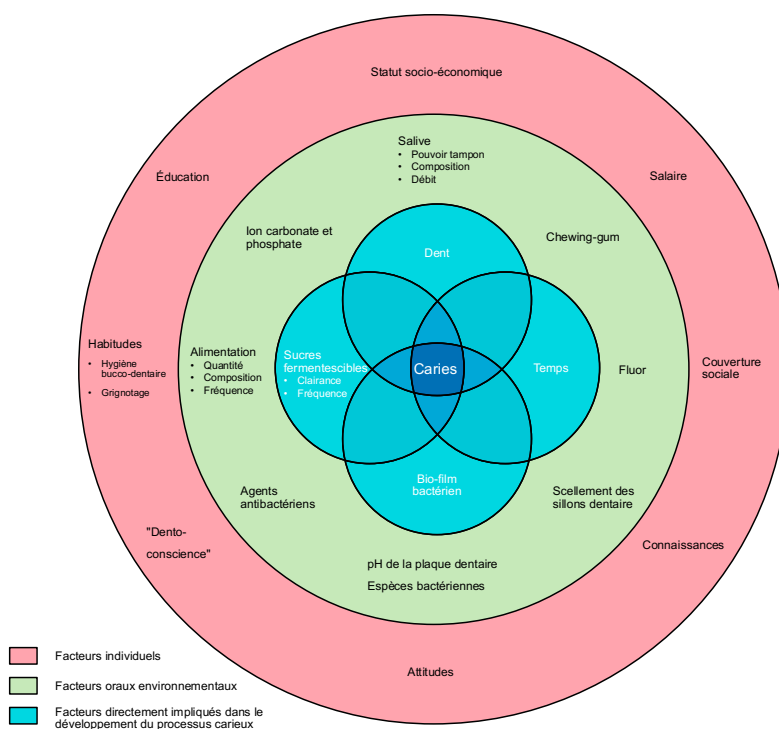 Statut socio-économique
Éducation
Salaire
Salive
• Pouvoir tampon
• Composition
• Débit
Ion carbonate et
phosphate
Chewing-gum
Dent
Habitudes
• Hygiène
bucco-dentaire
• Grignotage
Alimentation
• Quantité
• Composition
• Fréquence
Sucres
fermentescibles
• Clairance
• Fréquence
Caries
Temps
Fluor
Couverture
sociale
Bio-film
bactérien
Agents
antibactériens
Scellement des
sillons dentaire
"Dento-
conscience"
Connaissances
pH de la plaque dentaire
Espèces bactériennes
Attitudes
Facteurs individuels
Facteurs oraux environnementaux
Facteurs directement impliqués dans le
développement du processus carieux